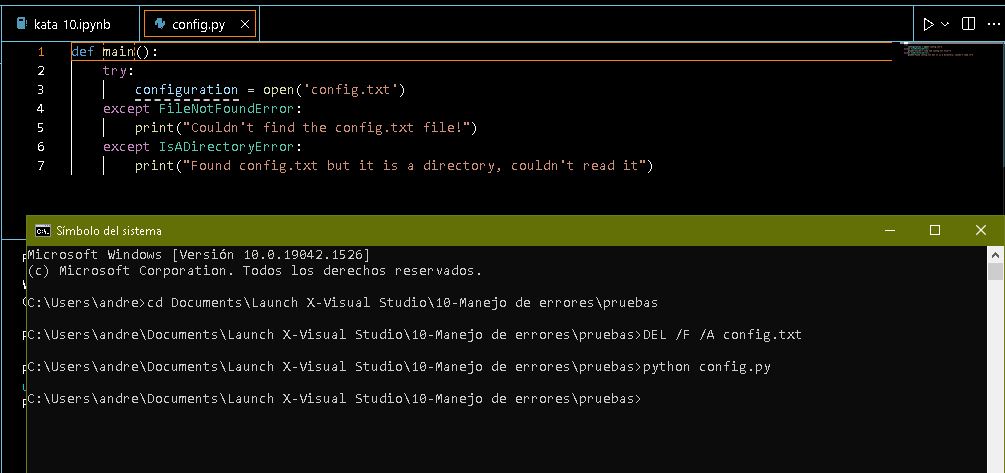 kata 10.ipynb
config.py
1 def main():
2 try:
3 configuration = open('config.txt')
4 except FileNotFoundError:
5 print("Couldn't find the config.txt file!")
6 except IsADirectoryError:
7 print("Found config.txt but it is a directory, couldn't read it")
Símbolo del sistema
Microsoft Windows [Versión 10.0.19042.1526]
(c) Microsoft Corporation. Todos los derechos reservados.
C:\Users\andre>cd Documents\Launch X-Visual Studio\10-Manejo de errores\pruebas
C:\Users\andre\Documents\Launch X-Visual Studio\10-Manejo de errores\pruebas>DEL /F /A config.txt
C:\Users\andre\Documents\Launch X-Visual Studio\10-Manejo de errores\pruebas>python config.py
C:\Users\andre\Documents\Launch X-Visual Studio\10-Manejo de errores\pruebas>